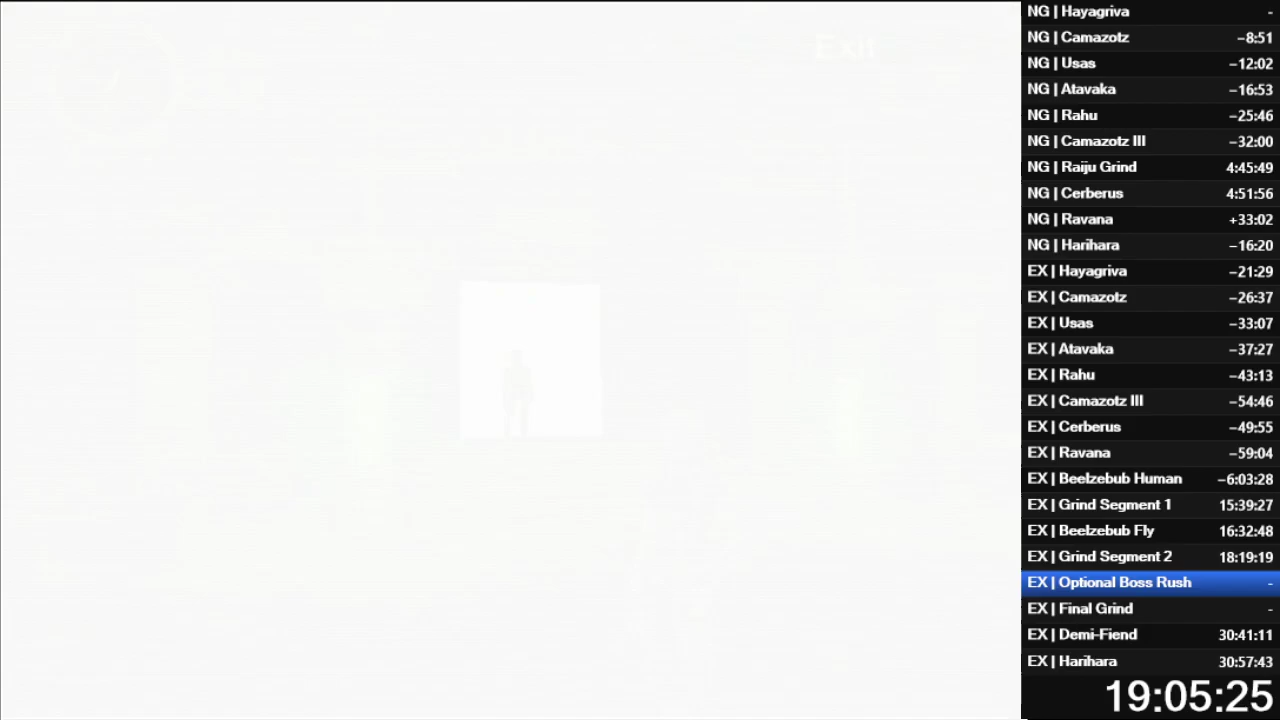 Exit
NG | Hayagriva -
NG | Camazotz −8:51
NG | Usas −12:02
NG | Atavaka −16:53
NG | Rahu −25:46
NG | Camazotz III −32:00
NG | Raiju Grind 4:45:49
NG | Cerberus 4:51:56
NG | Ravana +33:02
NG | Harihara −16:20
EX | Hayagriva −21:29
EX | Camazotz −26:37
EX | Usas −33:07
EX | Atavaka −37:27
EX | Rahu −43:13
EX | Camazotz III −54:46
EX | Cerberus −49:55
EX | Ravana −59:04
EX | Beelzebub Human −6:03:28
EX | Grind Segment 1 15:39:27
EX | Beelzebub Fly 16:32:48
EX | Grind Segment 2 18:19:19
EX | Optional Boss Rush -
EX | Final Grind -
EX | Demi-Fiend 30:41:11
EX | Harihara 30:57:43
19:05:25